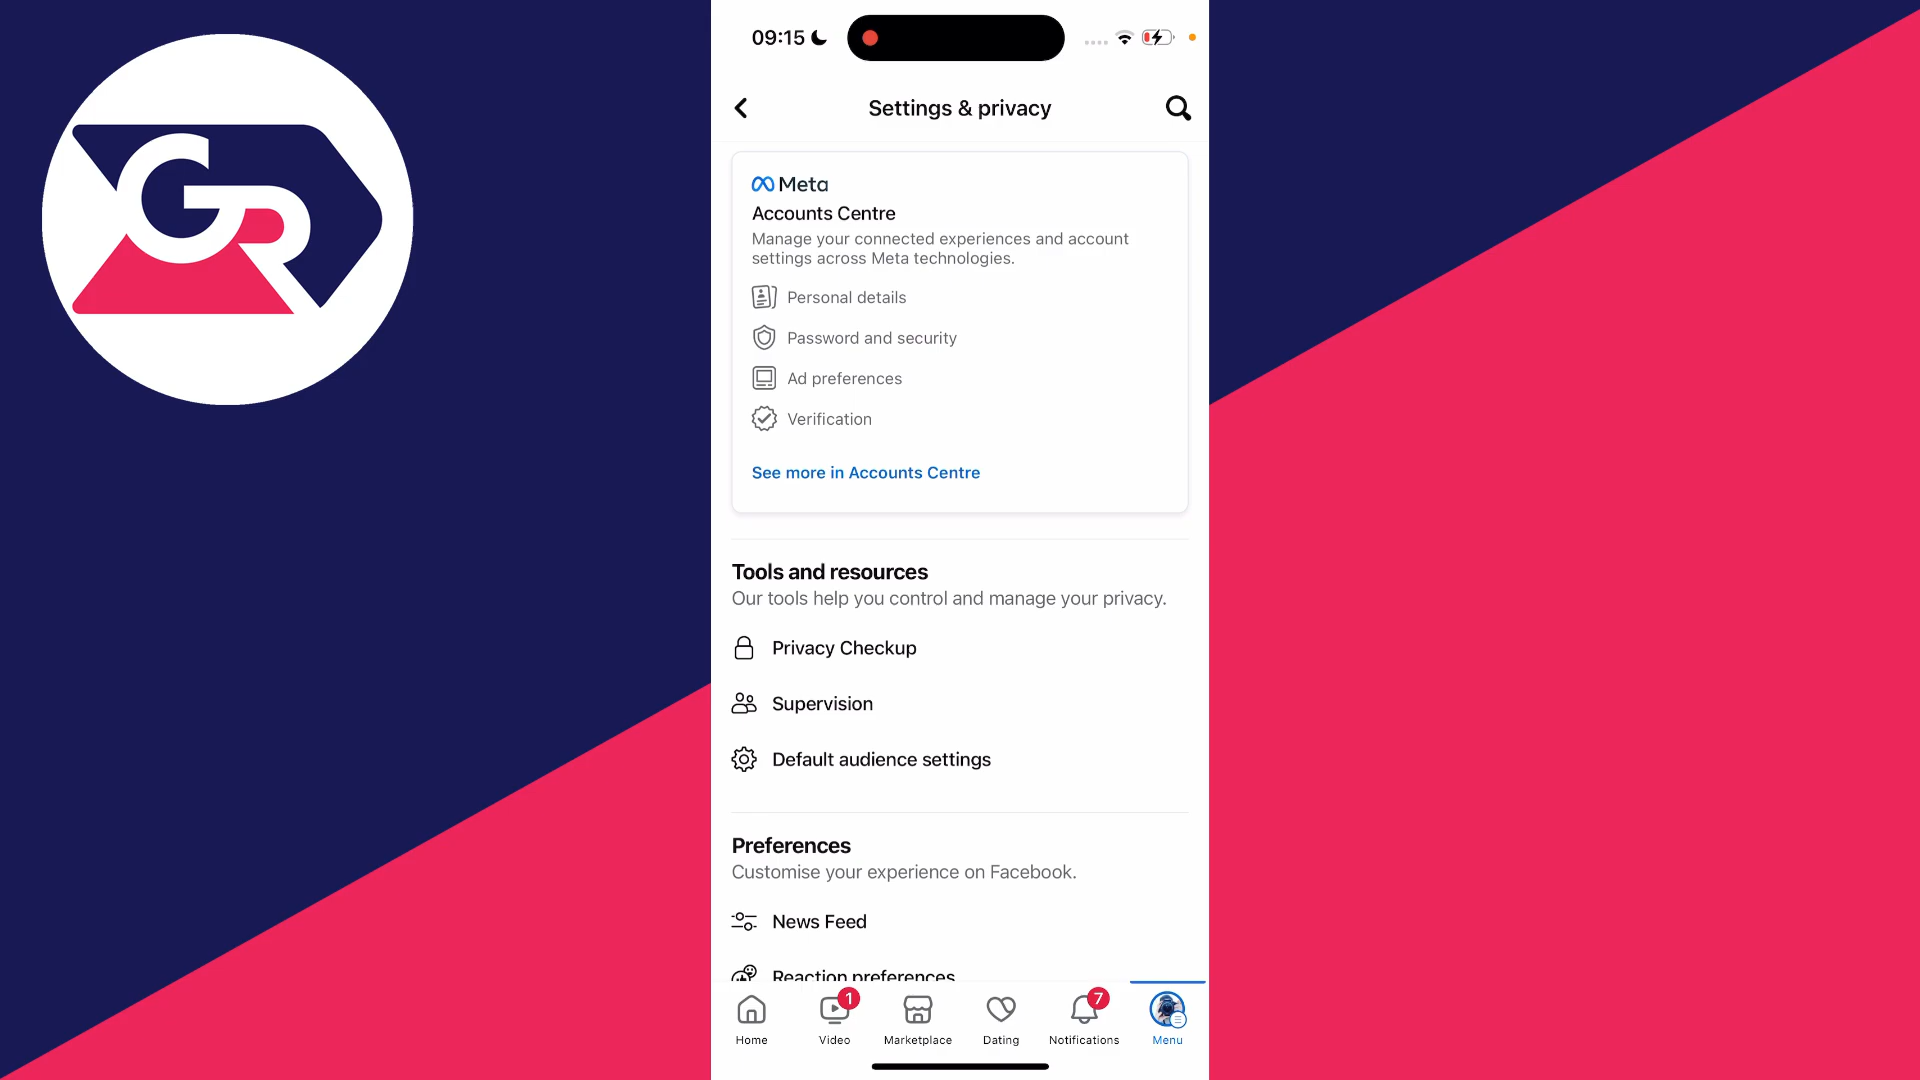 GR
09:15
Settings & privacy
Meta
Accounts Centre
Manage your connected experiences and account
settings across Meta technologies.
Personal details
Password and security
Ad preferences
Verification
See more in Accounts Centre
Tools and resources
Our tools help you control and manage your privacy.
Privacy Checkup
Supervision
Default audience settings
Preferences
Customise your experience on Facebook.
News Feed
Reaction preferences
1
7
Home
Video
Marketplace
Dating
Notifications
Menu